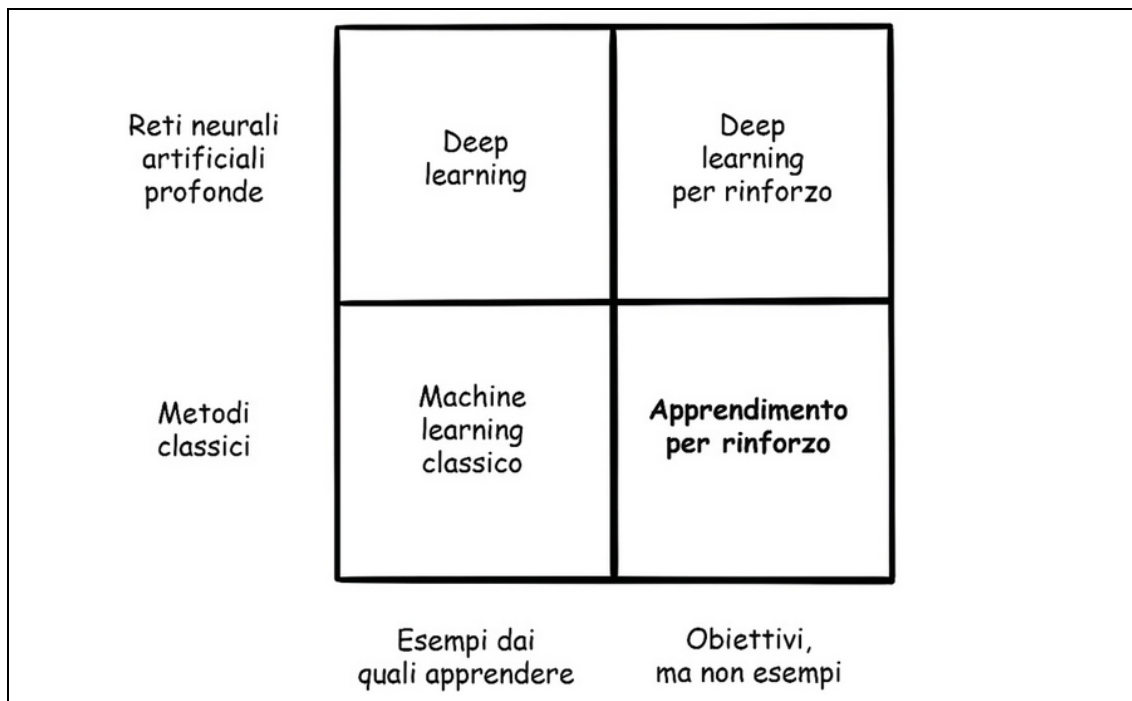 Reti neurali
artificiali
profonde
Deep
learning
Deep
learning
per rinforzo
Metodi
classici
Machine
learning
classico
Apprendimento
per rinforzo
Esempi dai
quali apprendere
Obiettivi,
ma non esempi